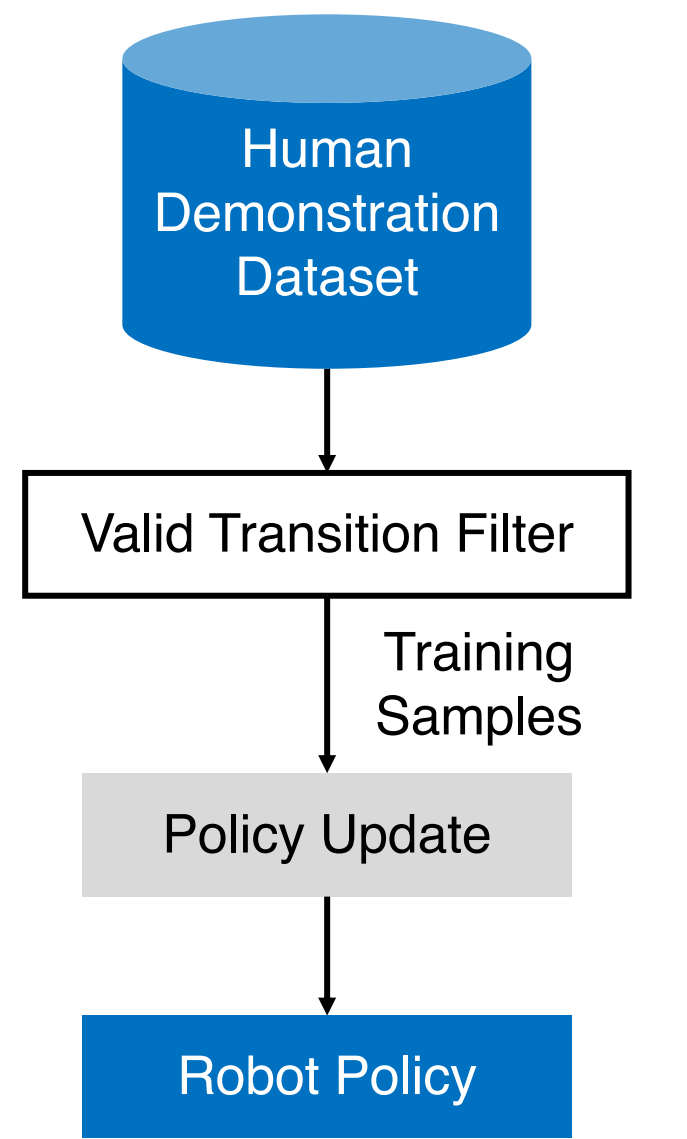 Human
Demonstration
Dataset
Valid Transition Filter
Training
Samples
Policy Update
Robot Policy